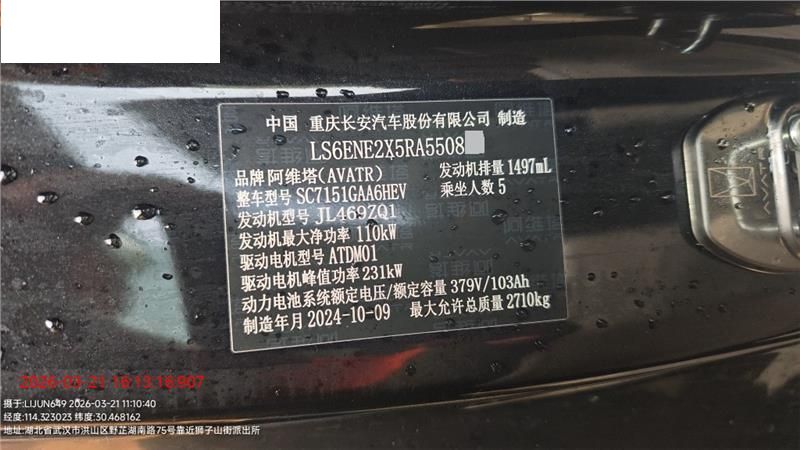 中国 重庆长安汽车股份有限公司 制造
LS6ENE2X5RA5508
品牌 阿维塔(AVATR) 发动机排量 1497mL
整车型号 SC7151GAA6HEV 乘坐人数 5
发动机型号 JL469ZQ1
发动机最大净功率 110kW
驱动电机型号 ATDM01
驱动电机峰值功率 231kW
动力电池系统额定电压/额定容量 379V/103Ah
制造年月 2024-10-09 最大允许总质量 2710kg
AVATR
2026-03-21 18:13:18:907
摄于:LIJUN649 2026-03-21 11:10:40
经度:114.323023 纬度:30.468162
地址:湖北省武汉市洪山区野芷湖南路75号靠近狮子山街派出所